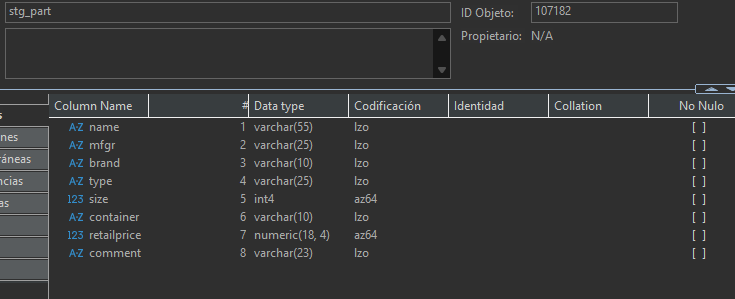 stg_part
ID Objeto: 107182
Propietario: N/A
Column Name # Data type Codificación Identidad Collation No Nulo
A-Z name 1 varchar(55) lzo [ ]
A-Z mfgr 2 varchar(25) lzo [ ]
A-Z brand 3 varchar(10) lzo [ ]
A-Z type 4 varchar(25) lzo [ ]
123 size 5 int4 az64 [ ]
A-Z container 6 varchar(10) lzo [ ]
123 retailprice 7 numeric(18, 4) az64 [ ]
A-Z comment 8 varchar(23) lzo [ ]
s
nes
ráneas
ncias
as